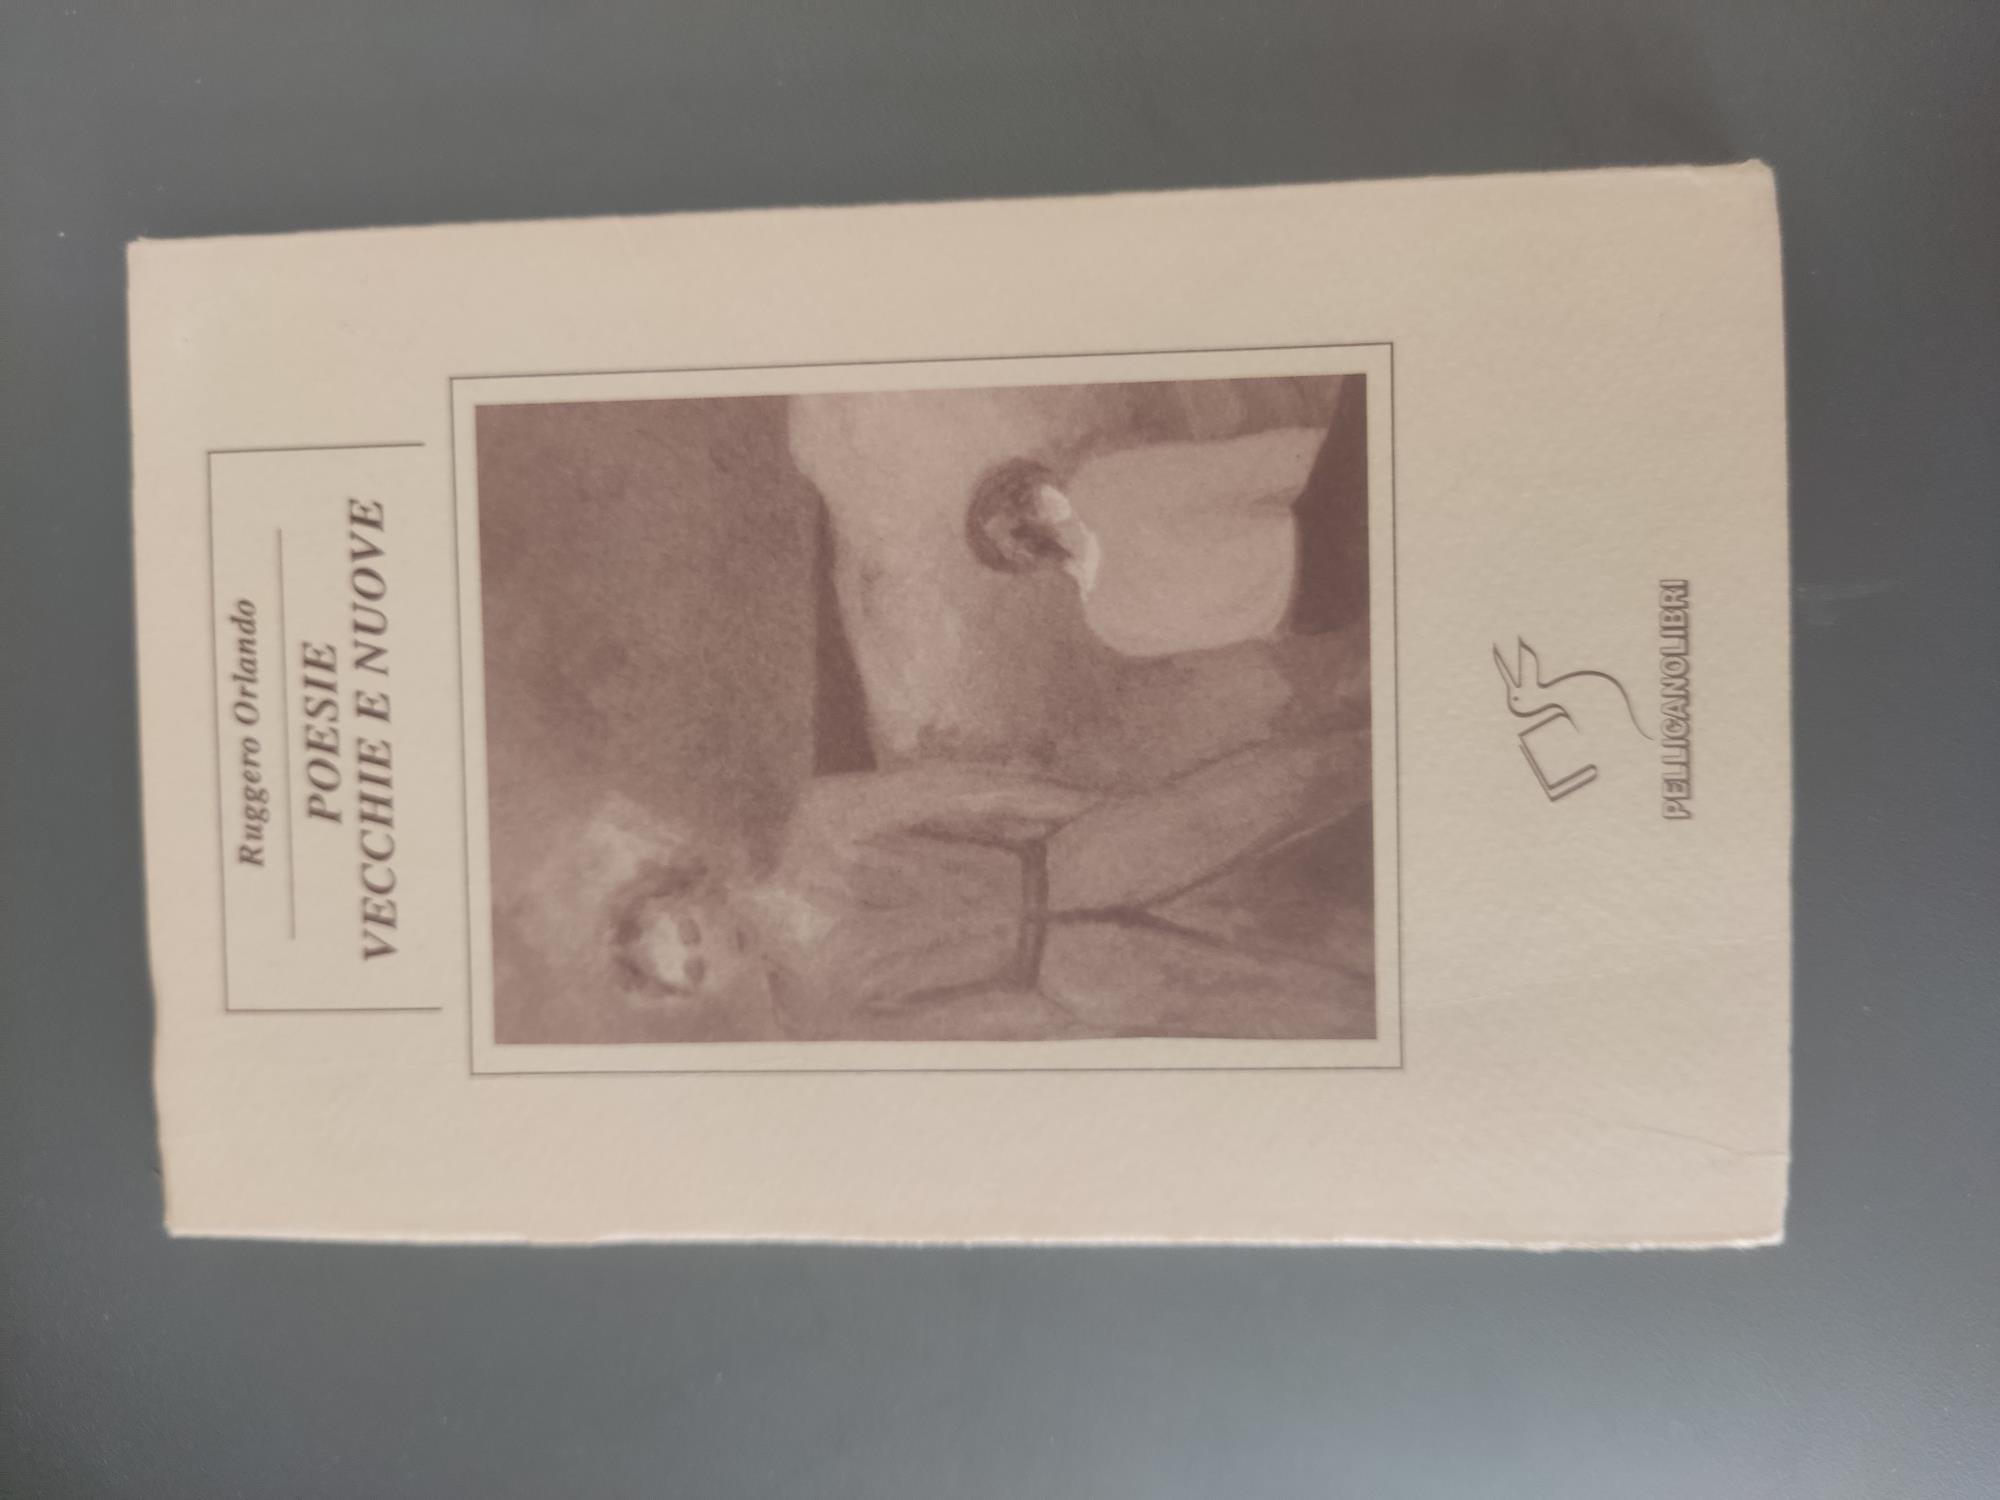 Ruggero Orlando
POESIE
VECCHIE E NUOVE
PELLICANOLIBRI